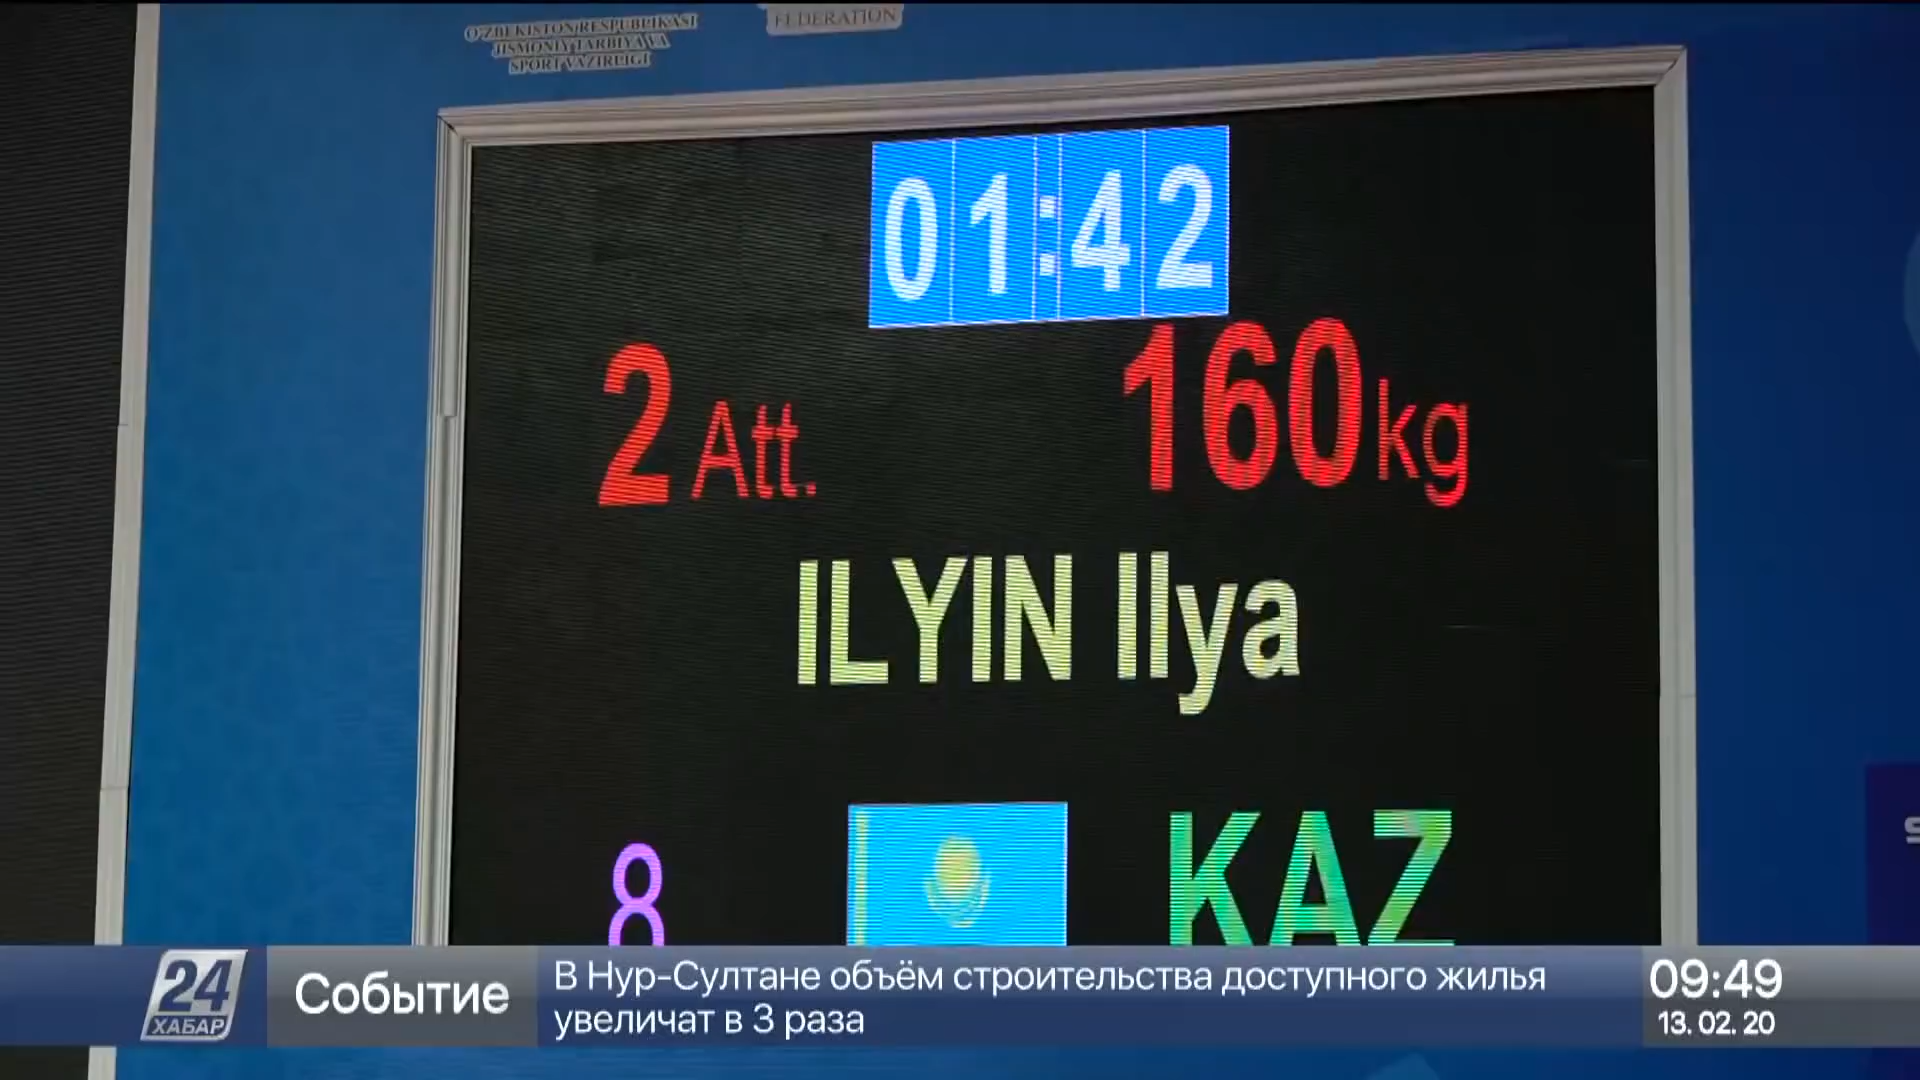 O'ZBEKISTON RESPUBLIKASI
JISMONIY TARBIYA VA
SPORT VAZIRLIGI
FEDERATION
01:42
2 Att. 160kg
ILYIN Ilya
8 KAZ
24
ХАБАР
Событие
В Нур-Султане объём строительства доступного жилья
увеличат в 3 раза
09:49
13. 02. 20